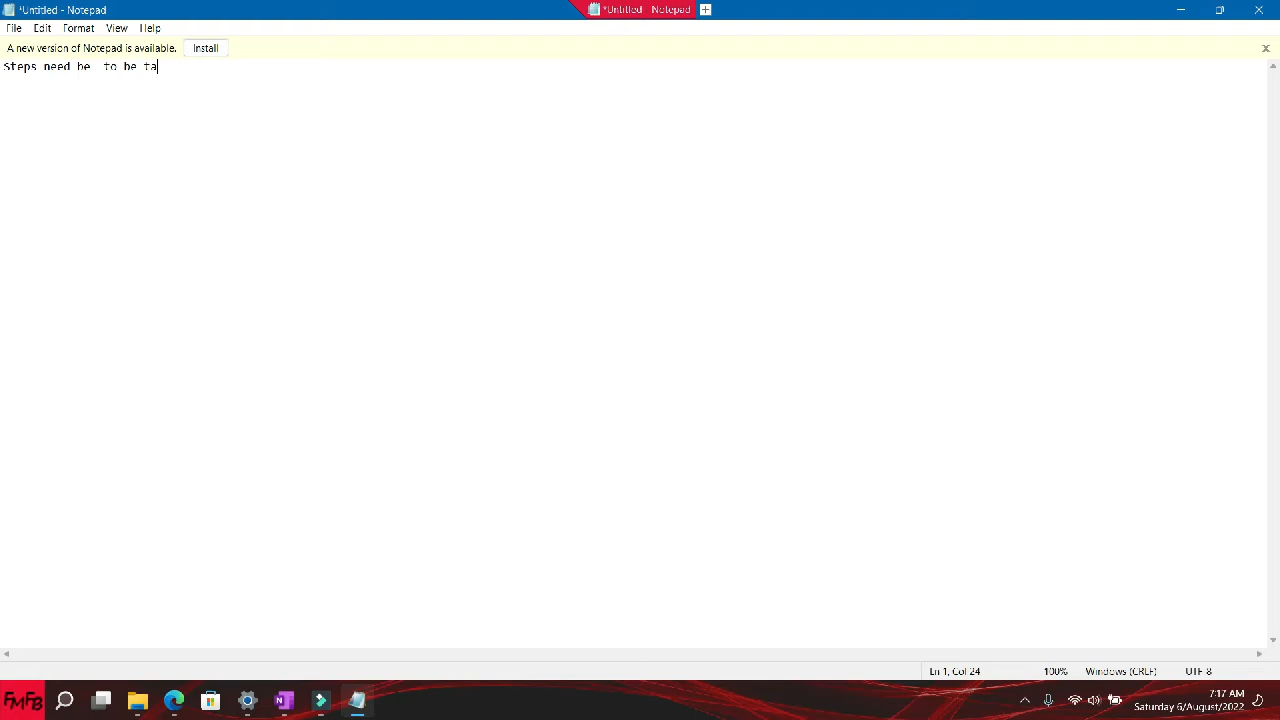 *Untitled - Notepad
*Untitled - Notepad
File Edit Format View Help
A new version of Notepad is available. Install
Steps need be  to be ta
Ln 1, Col 24 100% Windows (CRLF) UTF 8
FMFB
7:17 AM
Saturday 6/August/2022